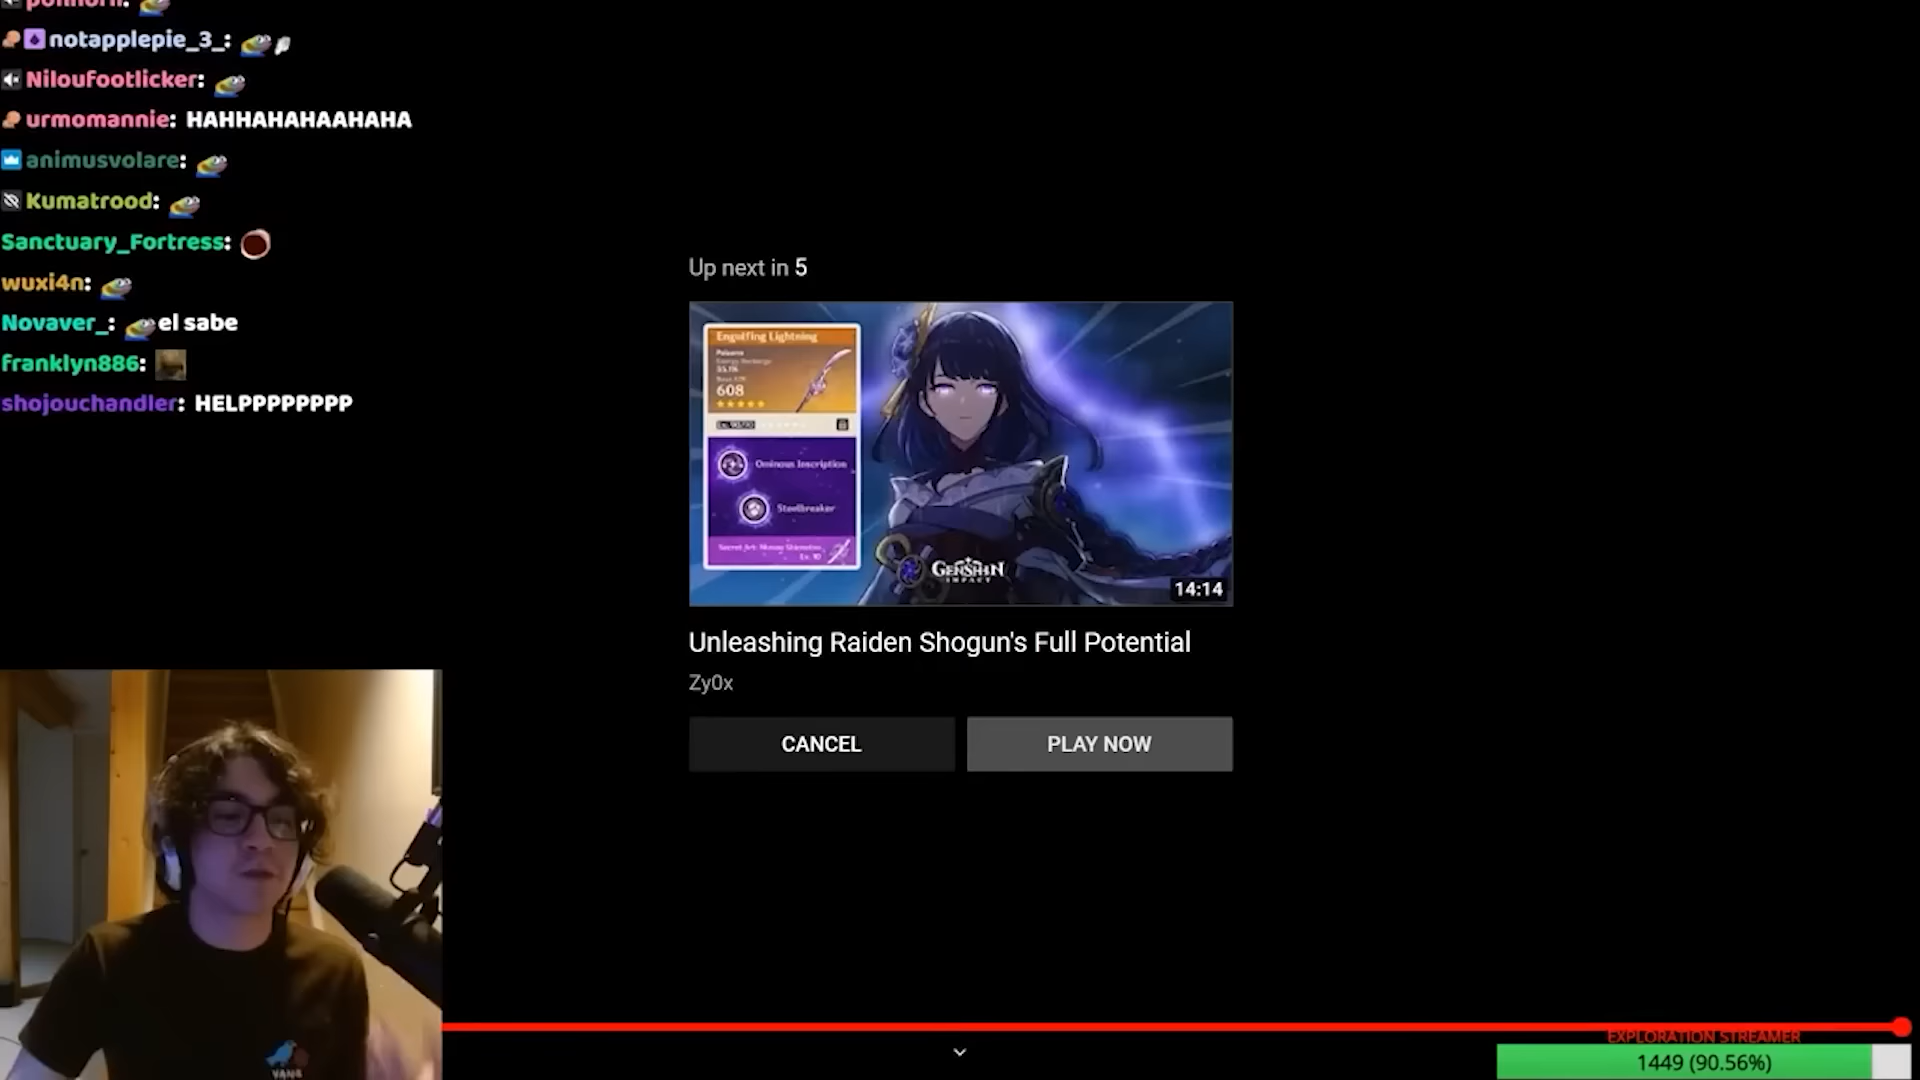 notapplepie_3_:
Niloufootlicker:
urmomannie: HAHHAHAHAAHAHA
animusvolare:
Kumatrood:
Sanctuary_Fortress:
wuxi4n:
Novaver_: el sabe
franklyn886:
shojouchandler: HELPPPPPPPP
Up next in 5
Engulfing Lightning
608
Ominous Inscription
Steelbreaker
GENSHIN
IMPACT
14:14
Unleashing Raiden Shogun's Full Potential
Zy0x
CANCEL
PLAY NOW
VANS
EXPLORATION STREAMER
1449 (90.56%)